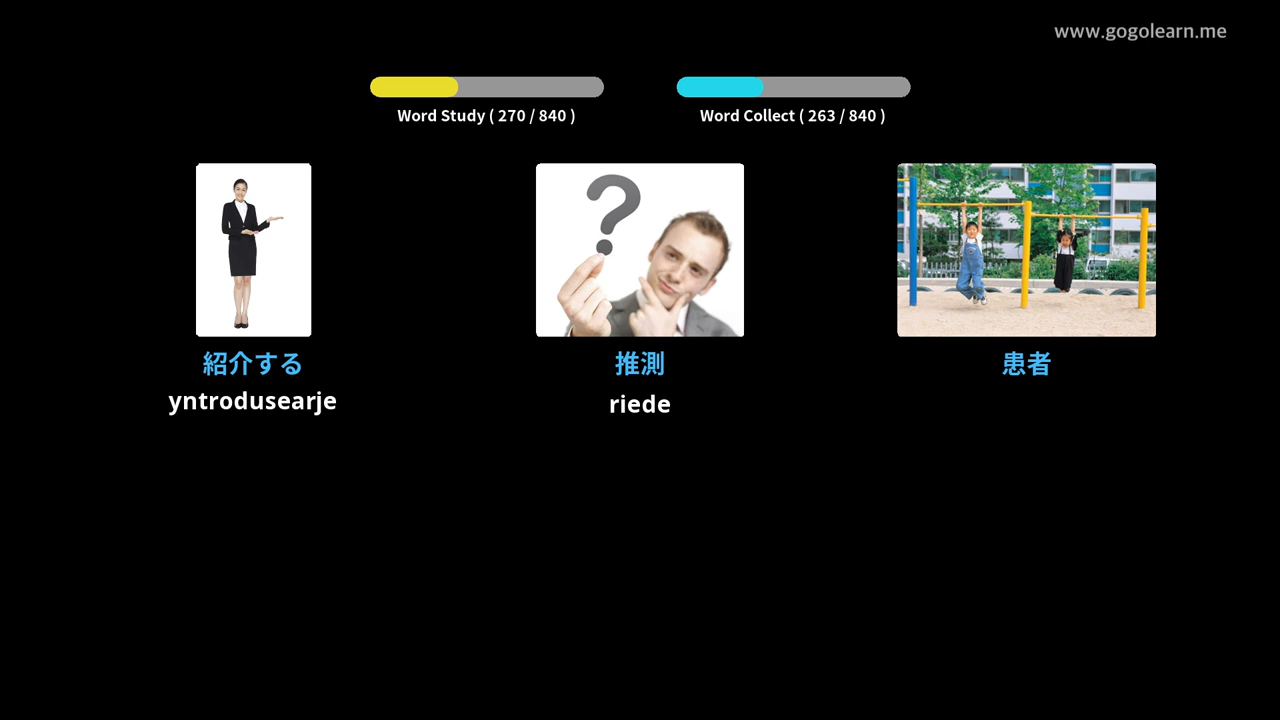 www.gogolearn.me
Word Study ( 270 / 840 )
Word Collect ( 263 / 840 )
紹介する
yntrodusearje
推測
riede
患者